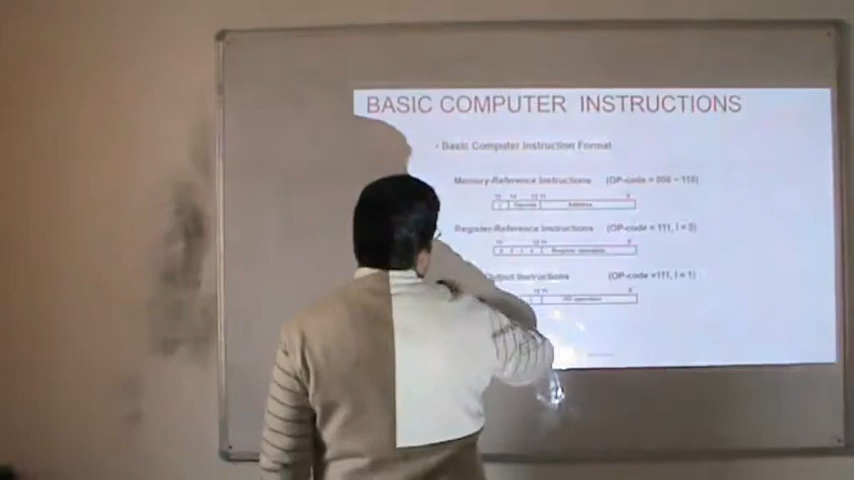 BASIC COMPUTER INSTRUCTIONS
• Basic Computer Instruction Format
Memory-Reference Instructions (OP-code = 000 ~ 110)
Opcode Address
Register-Reference Instructions (OP-code = 111, I = 0)
Register operation
Output Instructions (OP-code =111, I = 1)
I/O operation